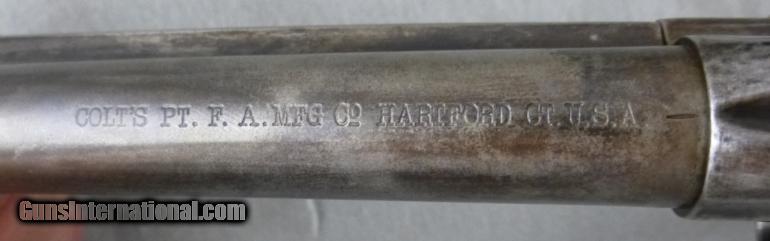 COLT'S PT. F. A. MFG Co HARTFORD CT. U.S.A.
GunsInternational.com